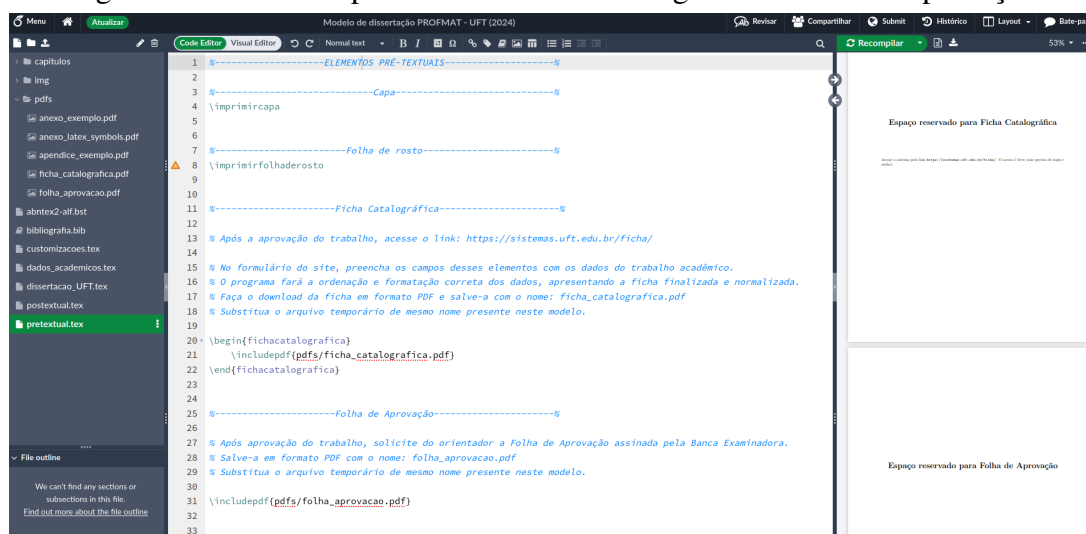 Menu Atualizar Modelo de dissertação PROFMAT - UFT (2024) Revisar Compartilhar Submit Histórico Layout Bate-pa
Code Editor Visual Editor Normal text B I Ω Recompilar 53%
capitulos
img
pdfs
anexo_exemplo.pdf
anexo_latex_symbols.pdf
apendice_exemplo.pdf
ficha_catalografica.pdf
folha_aprovacao.pdf
abntex2-alf.bst
bibliografia.bib
customizacoes.tex
dados_academicos.tex
dissertacao_UFT.tex
postextual.tex
pretextual.tex
File outline
We can't find any sections or
subsections in this file.
Find out more about the file outline
1 %--------------------ELEMENTOS PRÉ-TEXTUAIS--------------------%
2
3 %-----------------------------Capa-----------------------------%
4 \imprimircapa
5
6
7 %------------------------Folha de rosto------------------------%
8 \imprimirfolhaderosto
9
10
11 %----------------------Ficha Catalográfica----------------------%
12
13 % Após a aprovação do trabalho, acesse o link: https://sistemas.uft.edu.br/ficha/
14
15 % No formulário do site, preencha os campos desses elementos com os dados do trabalho acadêmico.
16 % O programa fará a ordenação e formatação correta dos dados, apresentando a ficha finalizada e normalizada.
17 % Faça o download da ficha em formato PDF e salve-a com o nome: ficha_catalografica.pdf
18 % Substitua o arquivo temporário de mesmo nome presente neste modelo.
19
20 \begin{fichacatalografica}
21 \includepdf{pdfs/ficha_catalografica.pdf}
22 \end{fichacatalografica}
23
24
25 %----------------------Folha de Aprovação----------------------%
26
27 % Após aprovação do trabalho, solicite do orientador a Folha de Aprovação assinada pela Banca Examinadora.
28 % Salve-a em formato PDF com o nome: folha_aprovacao.pdf
29 % Substitua o arquivo temporário de mesmo nome presente neste modelo.
30
31 \includepdf{pdfs/folha_aprovacao.pdf}
32
33
Espaço reservado para Ficha Catalográfica
Espaço reservado para Folha de Aprovação